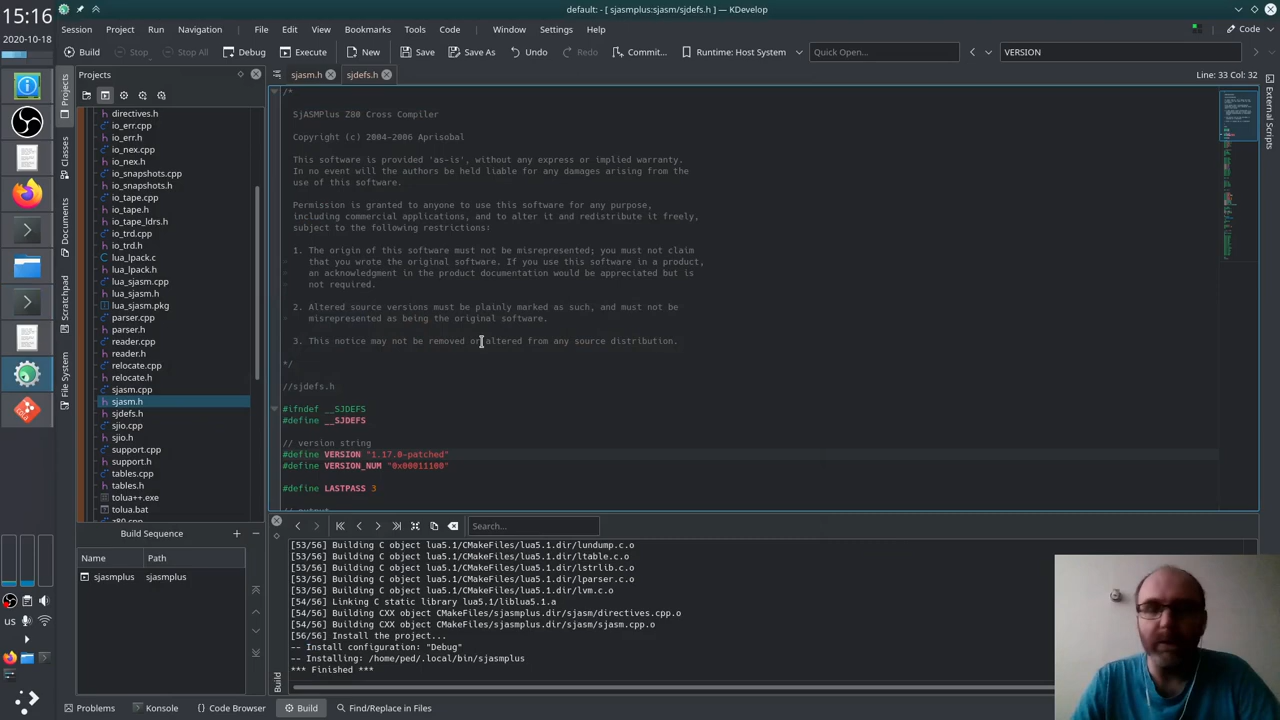 15:16
2020-10-18
us
default: - [ sjasmplus:sjasm/sjdefs.h ] — KDevelop
Session Project Run Navigation File Edit View Bookmarks Tools Code Window Settings Help
Code
Build Stop Stop All Debug Execute New Save Save As Undo Redo Commit... Runtime: Host System Quick Open... VERSION
Projects
Classes
Documents
Scratchpad
File System
Projects
directives.h
io_err.cpp
io_err.h
io_nex.cpp
io_nex.h
io_snapshots.cpp
io_snapshots.h
io_tape.cpp
io_tape.h
io_tape_ldrs.h
io_trd.cpp
io_trd.h
lua_lpack.c
lua_lpack.h
lua_sjasm.cpp
lua_sjasm.h
lua_sjasm.pkg
parser.cpp
parser.h
reader.cpp
reader.h
relocate.cpp
relocate.h
sjasm.cpp
sjasm.h
sjdefs.h
sjio.cpp
sjio.h
support.cpp
support.h
tables.cpp
tables.h
tolua++.exe
tolua.bat
z80.cpp
Build Sequence
Name Path
sjasmplus sjasmplus
sjasm.h sjdefs.h
Line: 33 Col: 32
External Scripts
/*
SjASMPlus Z80 Cross Compiler
Copyright (c) 2004-2006 Aprisobal
This software is provided 'as-is', without any express or implied warranty.
In no event will the authors be held liable for any damages arising from the
use of this software.
Permission is granted to anyone to use this software for any purpose,
including commercial applications, and to alter it and redistribute it freely,
subject to the following restrictions:
1. The origin of this software must not be misrepresented; you must not claim
that you wrote the original software. If you use this software in a product,
an acknowledgment in the product documentation would be appreciated but is
not required.
2. Altered source versions must be plainly marked as such, and must not be
misrepresented as being the original software.
3. This notice may not be removed or altered from any source distribution.
*/
//sjdefs.h
#ifndef __SJDEFS
#define __SJDEFS
// version string
#define VERSION "1.17.0-patched"
#define VERSION_NUM "0x00011100"
#define LASTPASS 3
// output
Search...
[53/56] Building C object lua5.1/CMakeFiles/lua5.1.dir/lundump.c.o
[53/56] Building C object lua5.1/CMakeFiles/lua5.1.dir/ltable.c.o
[53/56] Building C object lua5.1/CMakeFiles/lua5.1.dir/lstrlib.c.o
[53/56] Building C object lua5.1/CMakeFiles/lua5.1.dir/lparser.c.o
[53/56] Building C object lua5.1/CMakeFiles/lua5.1.dir/lvm.c.o
[54/56] Linking C static library lua5.1/liblua5.1.a
[54/56] Building CXX object CMakeFiles/sjasmplus.dir/sjasm/directives.cpp.o
[54/56] Building CXX object CMakeFiles/sjasmplus.dir/sjasm/sjasm.cpp.o
[56/56] Install the project...
-- Install configuration: "Debug"
-- Installing: /home/ped/.local/bin/sjasmplus
*** Finished ***
Build
Problems Konsole Code Browser Build Find/Replace in Files